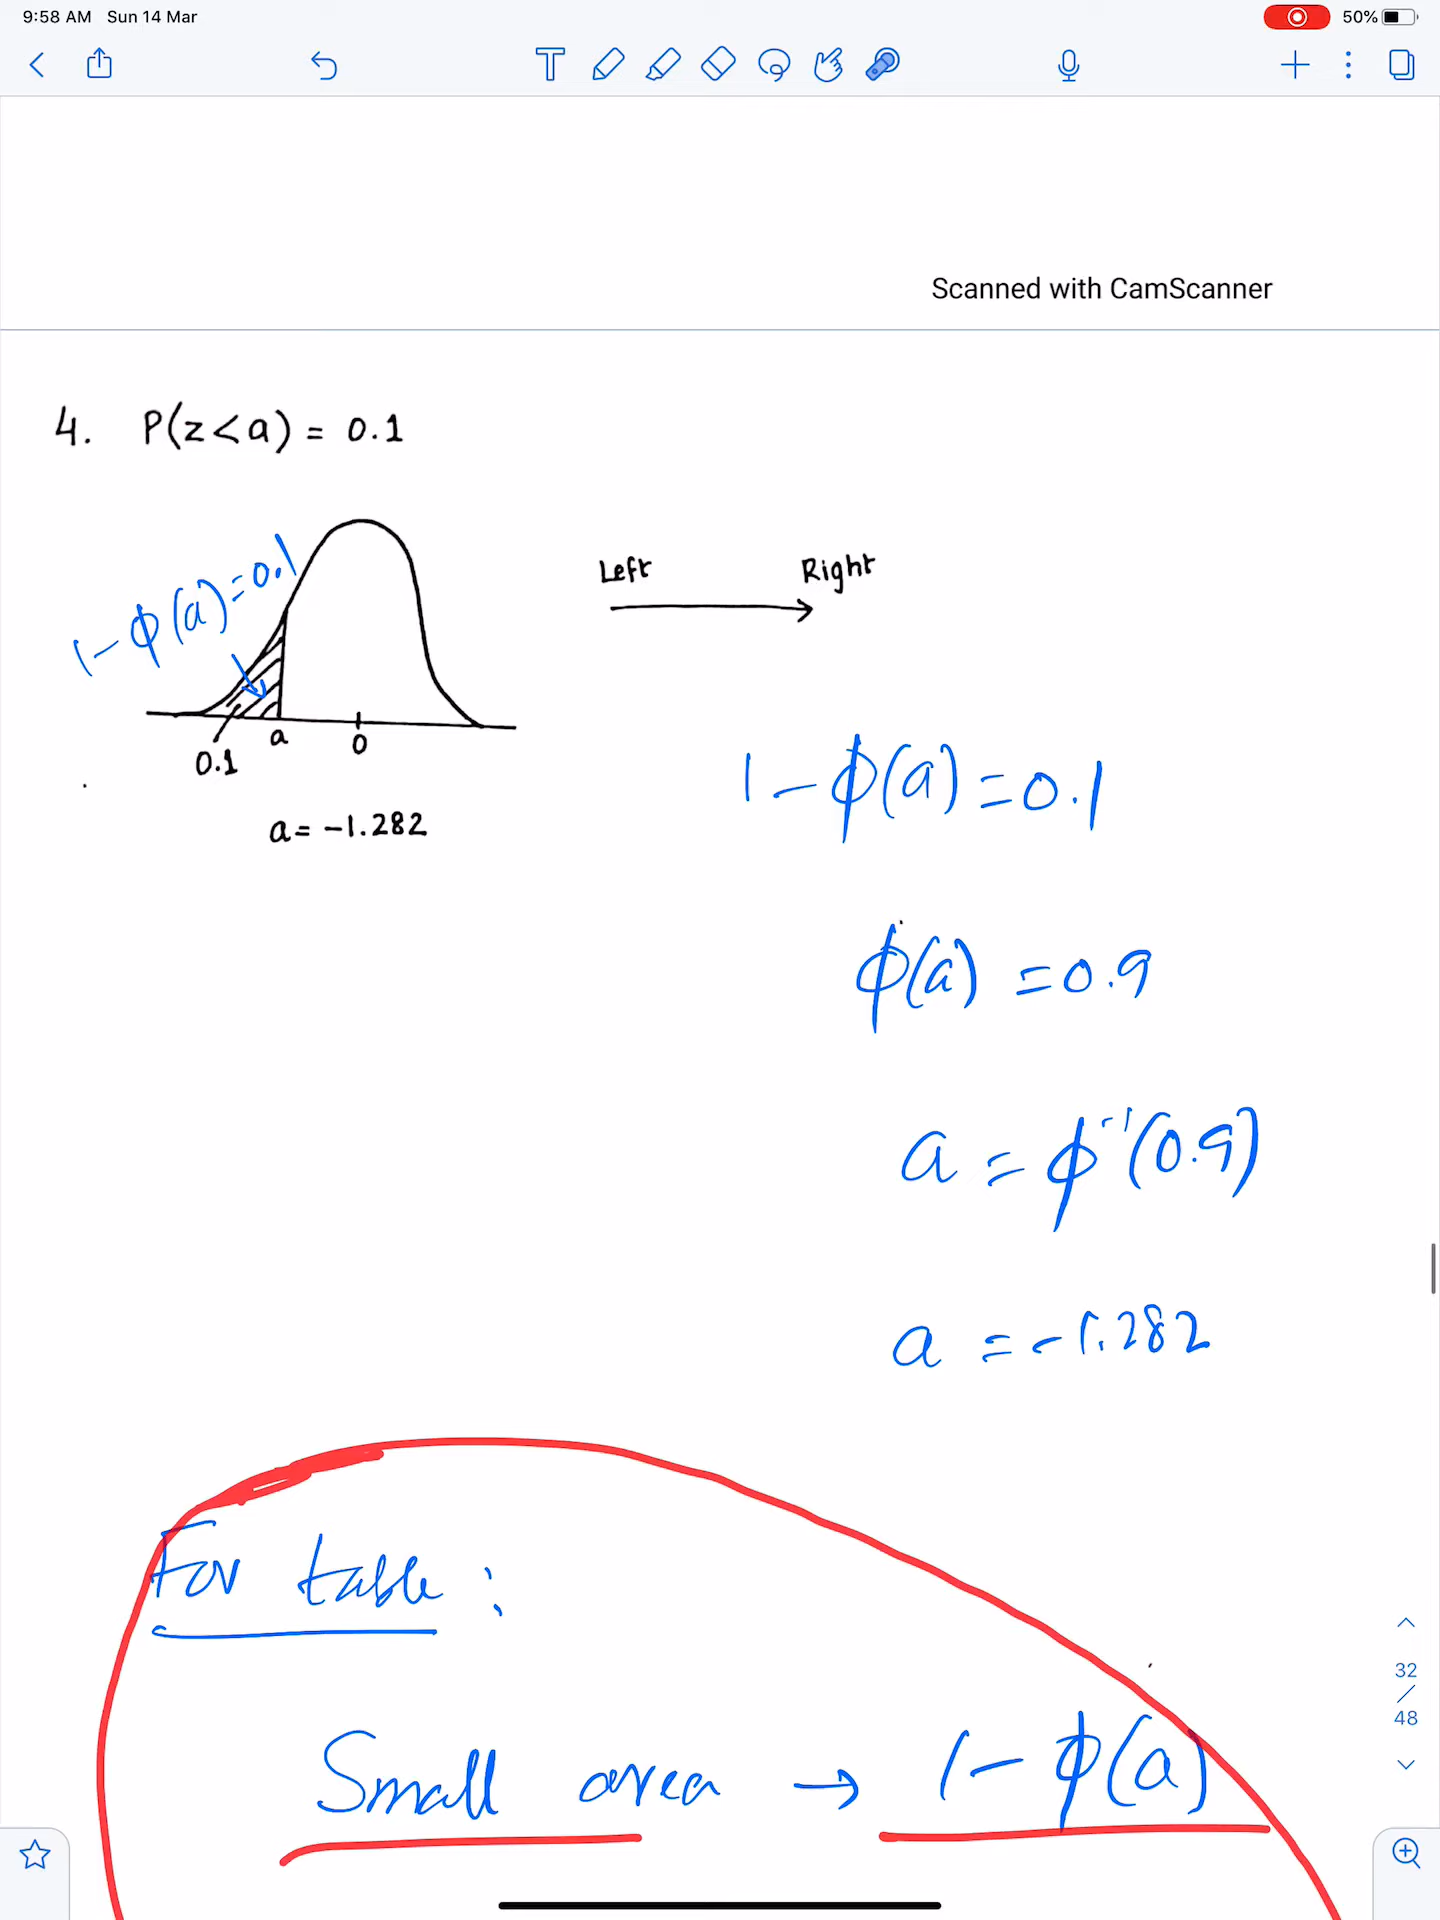 9:58 AM Sun 14 Mar
50%
T
Scanned with CamScanner
4. P(z<a) = 0.1
1-ϕ(a)=0.1
Left
Right
a
0
0.1
a= -1.282
1-ϕ(a)=0.1
ϕ(a) =0.9
a = ϕ⁻¹(0.9)
a = -1.282
For table:
Small area → 1-ϕ(a)
32
/
48